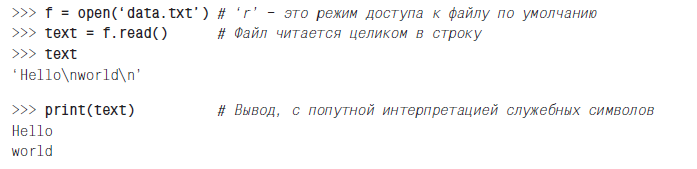 >>> f = open(‘data.txt’) # ‘r’ – это режим доступа к файлу по умолчанию
>>> text = f.read() # Файл читается целиком в строку
>>> text
‘Hello\nworld\n’
>>> print(text) # Вывод, с попутной интерпретацией служебных символов
Hello
world